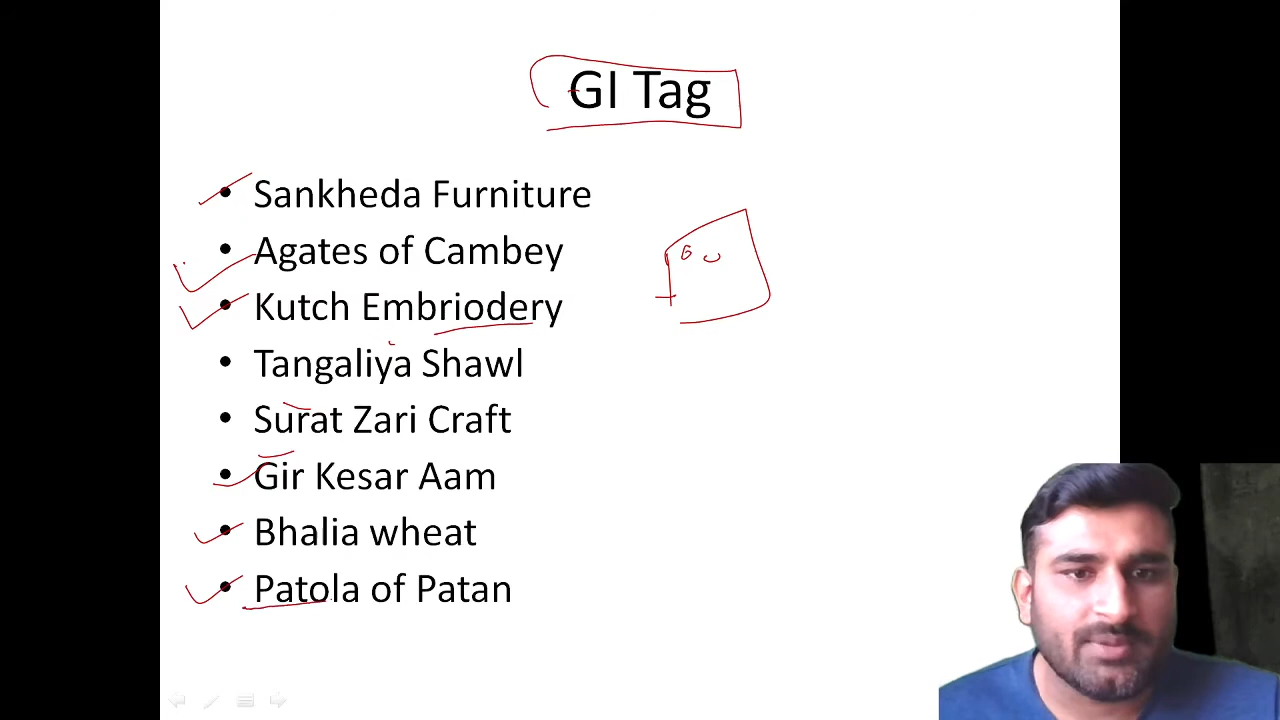 GI Tag
• Sankheda Furniture
• Agates of Cambey
• Kutch Embriodery
• Tangaliya Shawl
• Surat Zari Craft
• Gir Kesar Aam
• Bhalia wheat
• Patola of Patan